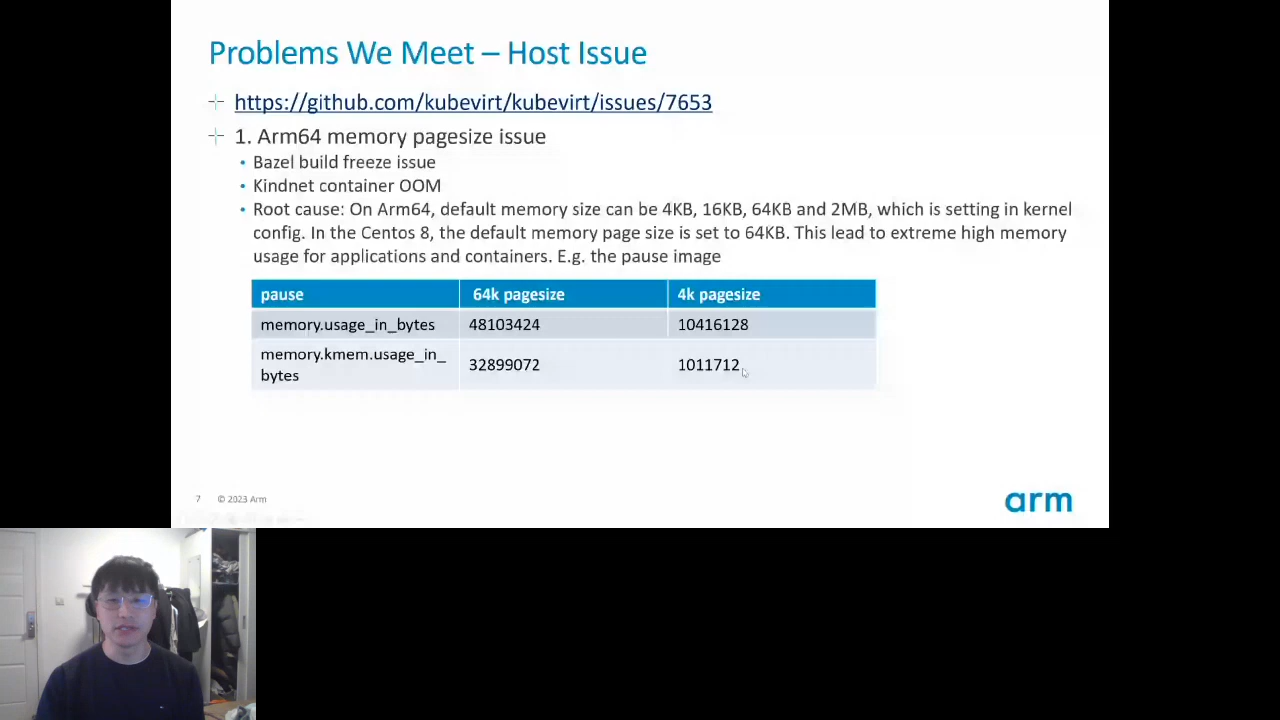 Problems We Meet – Host Issue
https://github.com/kubevirt/kubevirt/issues/7653
1. Arm64 memory pagesize issue
• Bazel build freeze issue
• Kindnet container OOM
• Root cause: On Arm64, default memory size can be 4KB, 16KB, 64KB and 2MB, which is setting in kernel
config. In the Centos 8, the default memory page size is set to 64KB. This lead to extreme high memory
usage for applications and containers. E.g. the pause image
pause 64k pagesize 4k pagesize
memory.usage_in_bytes 48103424 10416128
memory.kmem.usage_in_
bytes 32899072 1011712
7 © 2023 Arm
arm